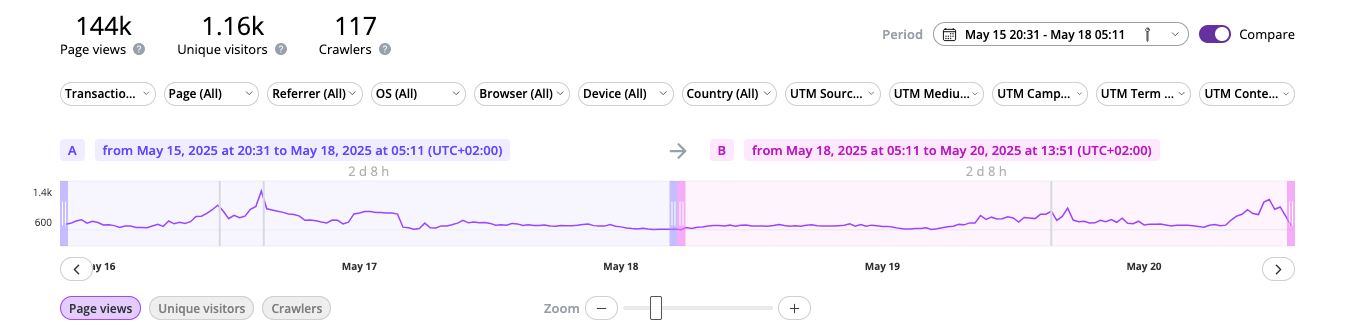 144k 1.16k 117
Page views ? Unique visitors ? Crawlers ?
Period May 15 20:31 - May 18 05:11 Compare
Transactio... Page (All) Referrer (All) OS (All) Browser (All) Device (All) Country (All) UTM Sourc... UTM Mediu... UTM Camp... UTM Term ... UTM Conte...
A from May 15, 2025 at 20:31 to May 18, 2025 at 05:11 (UTC+02:00) → B from May 18, 2025 at 05:11 to May 20, 2025 at 13:51 (UTC+02:00)
2 d 8 h 2 d 8 h
1.4k
600
ay 16 May 17 May 18 May 19 May 20
Page views Unique visitors Crawlers Zoom − +